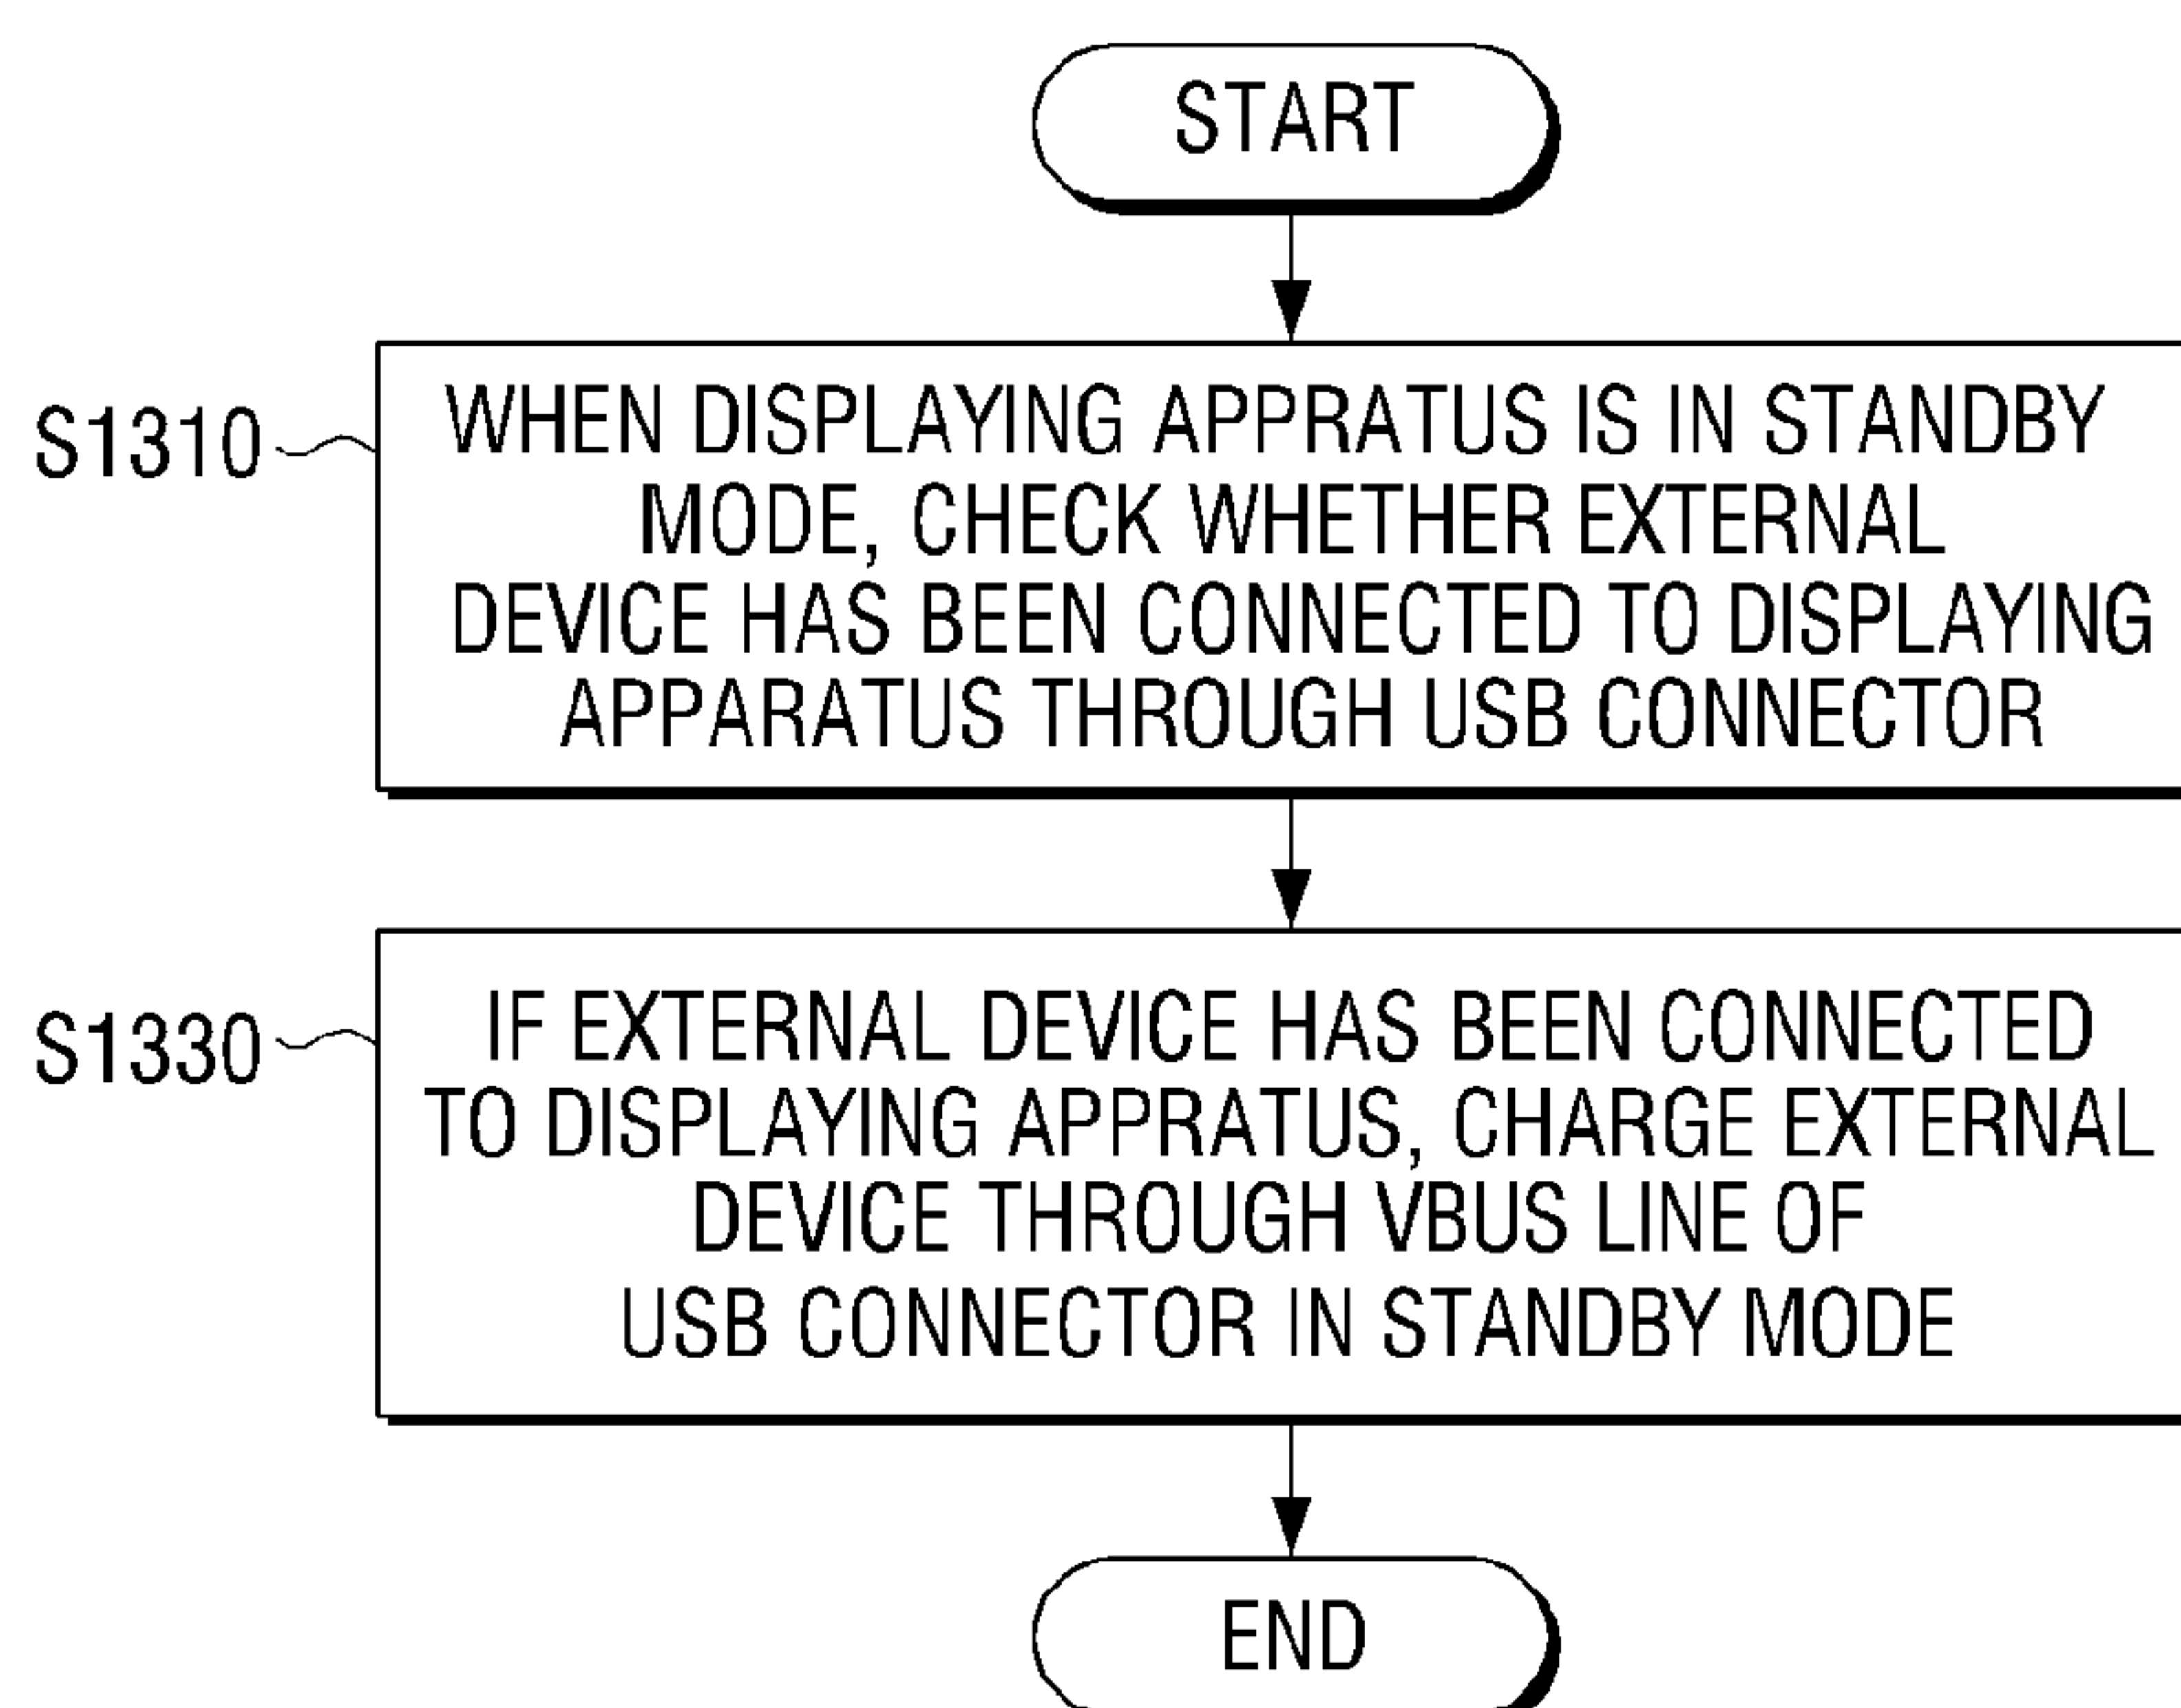 START
S1310
WHEN DISPLAYING APPRATUS IS IN STANDBY
MODE, CHECK WHETHER EXTERNAL
DEVICE HAS BEEN CONNECTED TO DISPLAYING
APPARATUS THROUGH USB CONNECTOR
S1330
IF EXTERNAL DEVICE HAS BEEN CONNECTED
TO DISPLAYING APPRATUS, CHARGE EXTERNAL
DEVICE THROUGH VBUS LINE OF
USB CONNECTOR IN STANDBY MODE
END